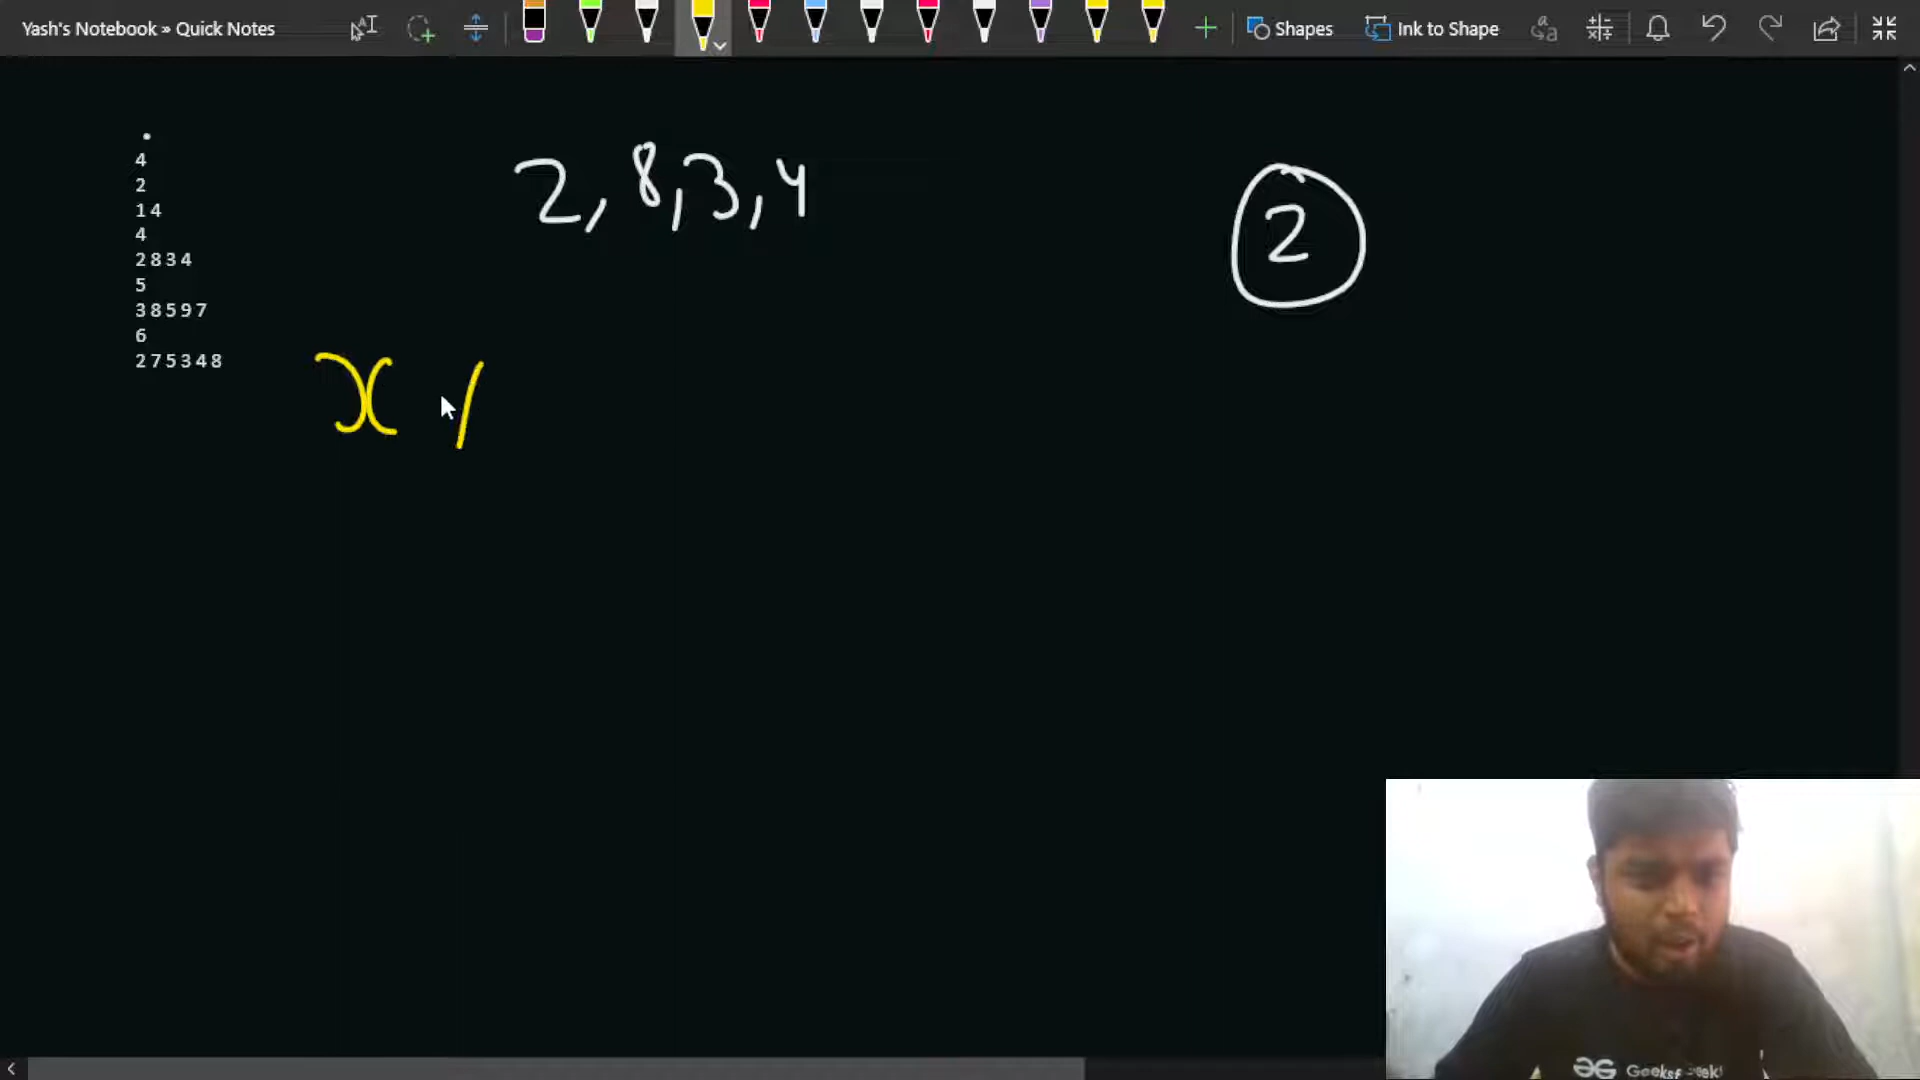 Yash's Notebook » Quick Notes
Shapes
Ink to Shape
4
2
1 4
4
2 8 3 4
5
3 8 5 9 7
6
2 7 5 3 4 8
2, 8, 3, 4
2
x /